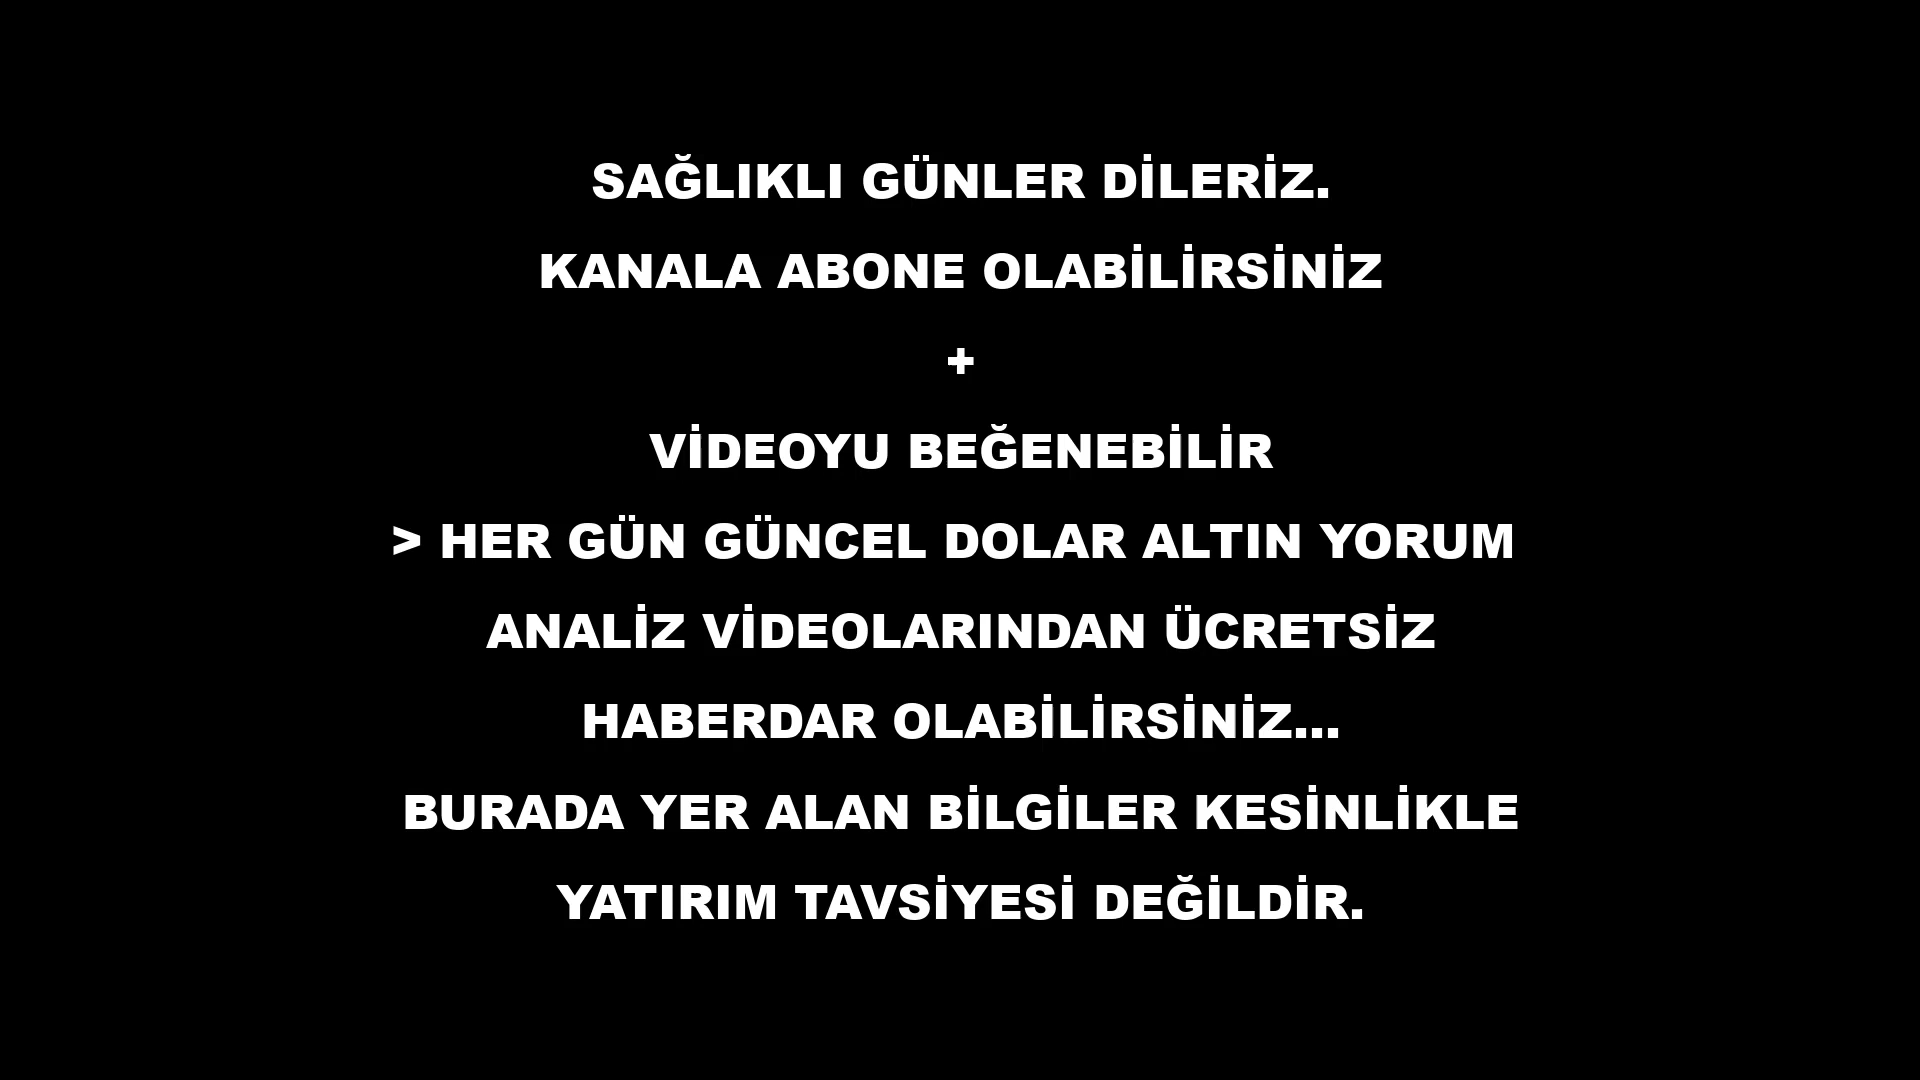 SAĞLIKLI GÜNLER DİLERİZ.
KANALA ABONE OLABİLİRSİNİZ
+
VİDEOYU BEĞENEBİLİR
> HER GÜN GÜNCEL DOLAR ALTIN YORUM
ANALİZ VİDEOLARINDAN ÜCRETSİZ
HABERDAR OLABİLİRSİNİZ...
BURADA YER ALAN BİLGİLER KESİNLİKLE
YATIRIM TAVSİYESİ DEĞİLDİR.